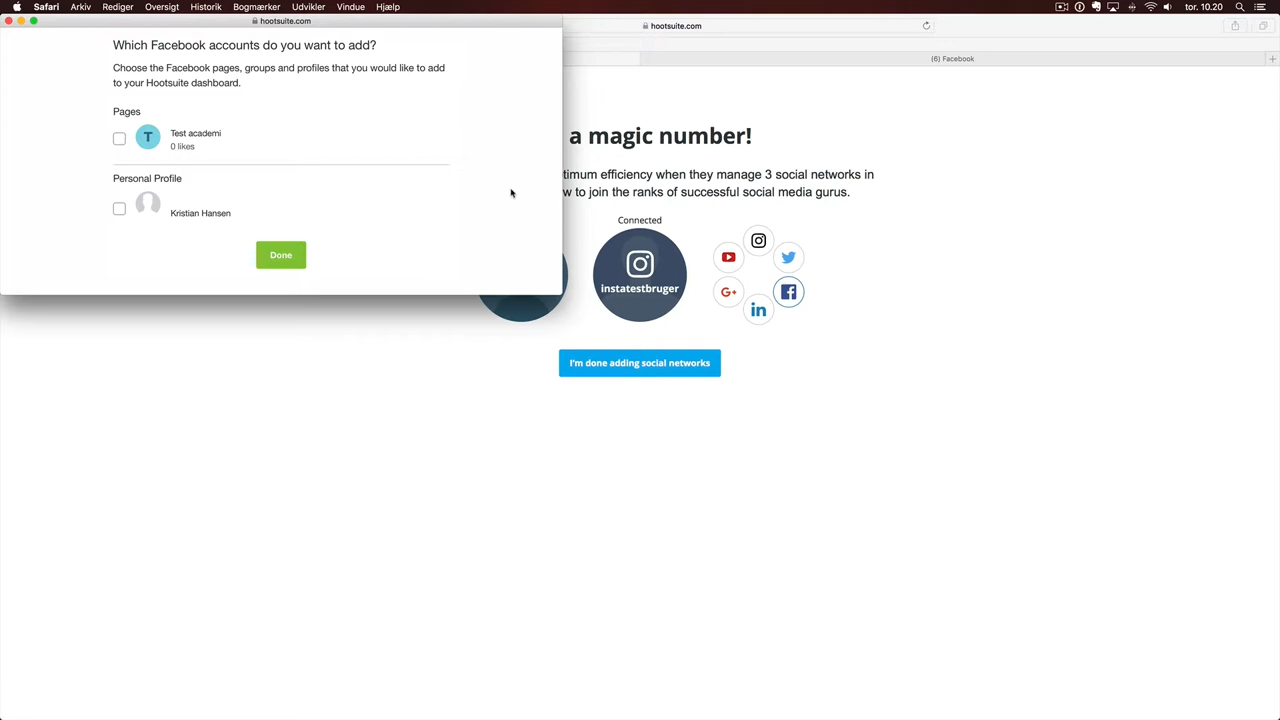 Safari Arkiv Rediger Oversigt Historik Bogmærker Udvikler Vindue Hjælp tor. 10.20
hootsuite.com
hootsuite.com
(6) Facebook
Which Facebook accounts do you want to add?
Choose the Facebook pages, groups and profiles that you would like to add
to your Hootsuite dashboard.
Pages
T
Test academi
0 likes
Personal Profile
Kristian Hansen
Done
a magic number!
timum efficiency when they manage 3 social networks in
w to join the ranks of successful social media gurus.
Connected
instatestbruger
G+
in
I'm done adding social networks